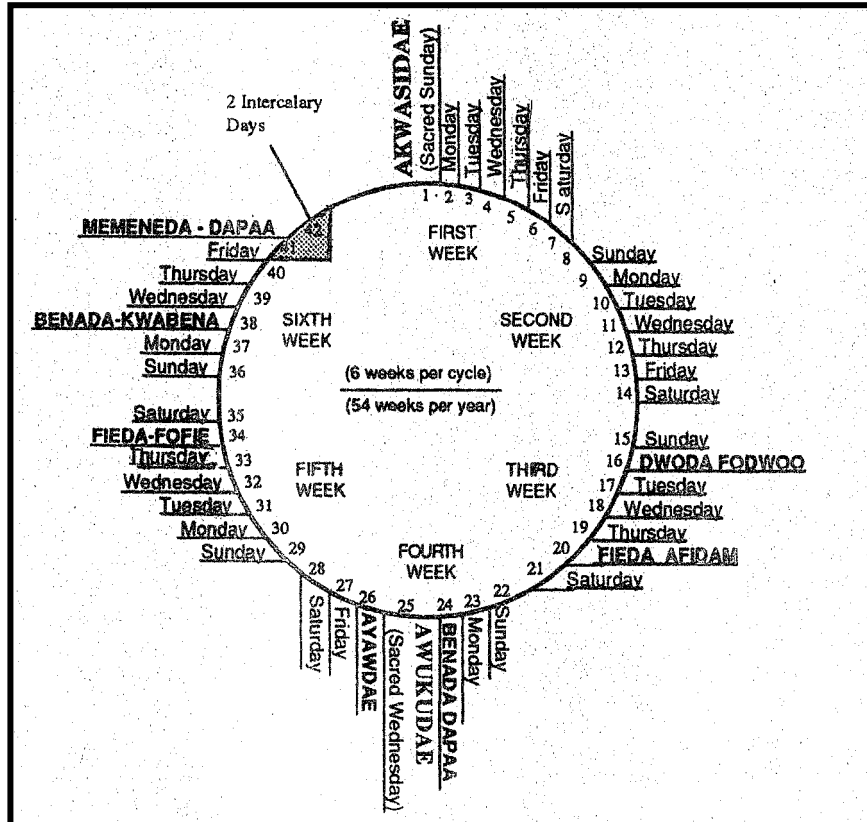 2 Intercalary
Days
AKWASIDAE
(Sacred Sunday)
Monday
Tuesday
Wednesday
Thursday
Friday
S aturday
1
2
3
4
5
6
7
FIRST
WEEK
Sunday
Monday
Tuesday
Wednesday
Thursday
Friday
Saturday
8
9
10
11
12
13
14
SECOND
WEEK
15 Sunday
16 DWODA FODWOO
17 Tuesday
18 Wednesday
19 Thursday
20 FIEDA AFIDAM
21 Saturday
THIRD
WEEK
22 Sunday
23 Monday
24 BENADA DAPAA
25 AWUKUDAE
(Sacred Wednesday)
26 AYAWDAE
27 Friday
28 Saturday
FOURTH
WEEK
29 Sunday
30 Monday
31 Tuesday
32 Wednesday
33 Thursday
34 FIEDA-FOFIE
35 Saturday
FIFTH
WEEK
36 Sunday
37 Monday
38 BENADA-KWABENA
39 Wednesday
40 Thursday
41 Friday
42 MEMENEDA - DAPAA
SIXTH
WEEK
(6 weeks per cycle)
(54 weeks per year)